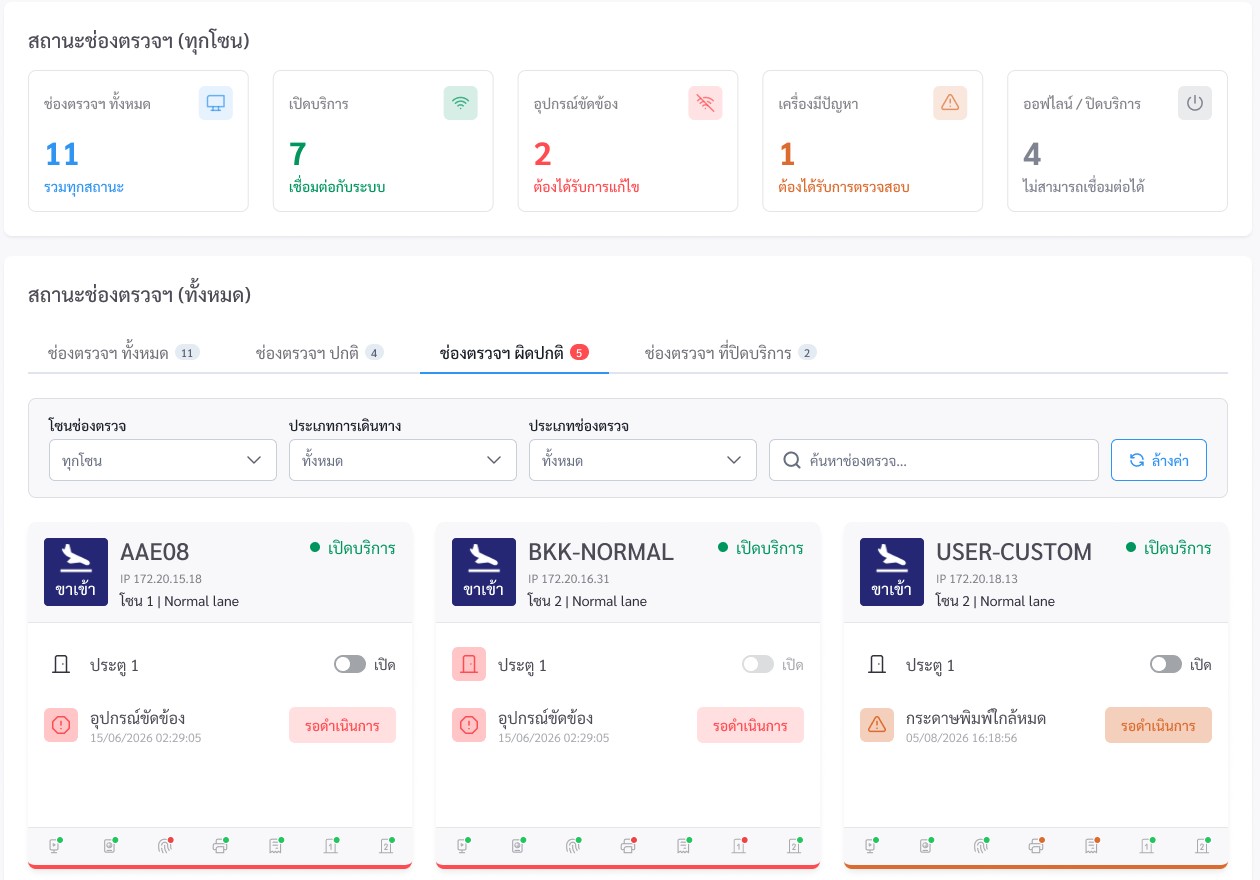 สถานะช่องตรวจฯ (ทุกโซน)
ช่องตรวจฯ ทั้งหมด
11
รวมทุกสถานะ
เปิดบริการ
7
เชื่อมต่อกับระบบ
อุปกรณ์ขัดข้อง
2
ต้องได้รับการแก้ไข
เครื่องมีปัญหา
1
ต้องได้รับการตรวจสอบ
ออฟไลน์ / ปิดบริการ
4
ไม่สามารถเชื่อมต่อได้
สถานะช่องตรวจฯ (ทั้งหมด)
ช่องตรวจฯ ทั้งหมด 11
ช่องตรวจฯ ปกติ 4
ช่องตรวจฯ ผิดปกติ 5
ช่องตรวจฯ ที่ปิดบริการ 2
โซนช่องตรวจ
ทุกโซน
ประเภทการเดินทาง
ทั้งหมด
ประเภทช่องตรวจ
ทั้งหมด
ค้นหาช่องตรวจ...
ล้างค่า
ขาเข้า
AAE08
เปิดบริการ
IP 172.20.15.18
โซน 1 | Normal lane
ประตู 1
เปิด
อุปกรณ์ขัดข้อง
15/06/2026 02:29:05
รอดำเนินการ
1
2
ขาเข้า
BKK-NORMAL
เปิดบริการ
IP 172.20.16.31
โซน 2 | Normal lane
ประตู 1
เปิด
อุปกรณ์ขัดข้อง
15/06/2026 02:29:05
รอดำเนินการ
1
2
ขาเข้า
USER-CUSTOM
เปิดบริการ
IP 172.20.18.13
โซน 2 | Normal lane
ประตู 1
เปิด
กระดาษพิมพ์ใกล้หมด
05/08/2026 16:18:56
รอดำเนินการ
1
2